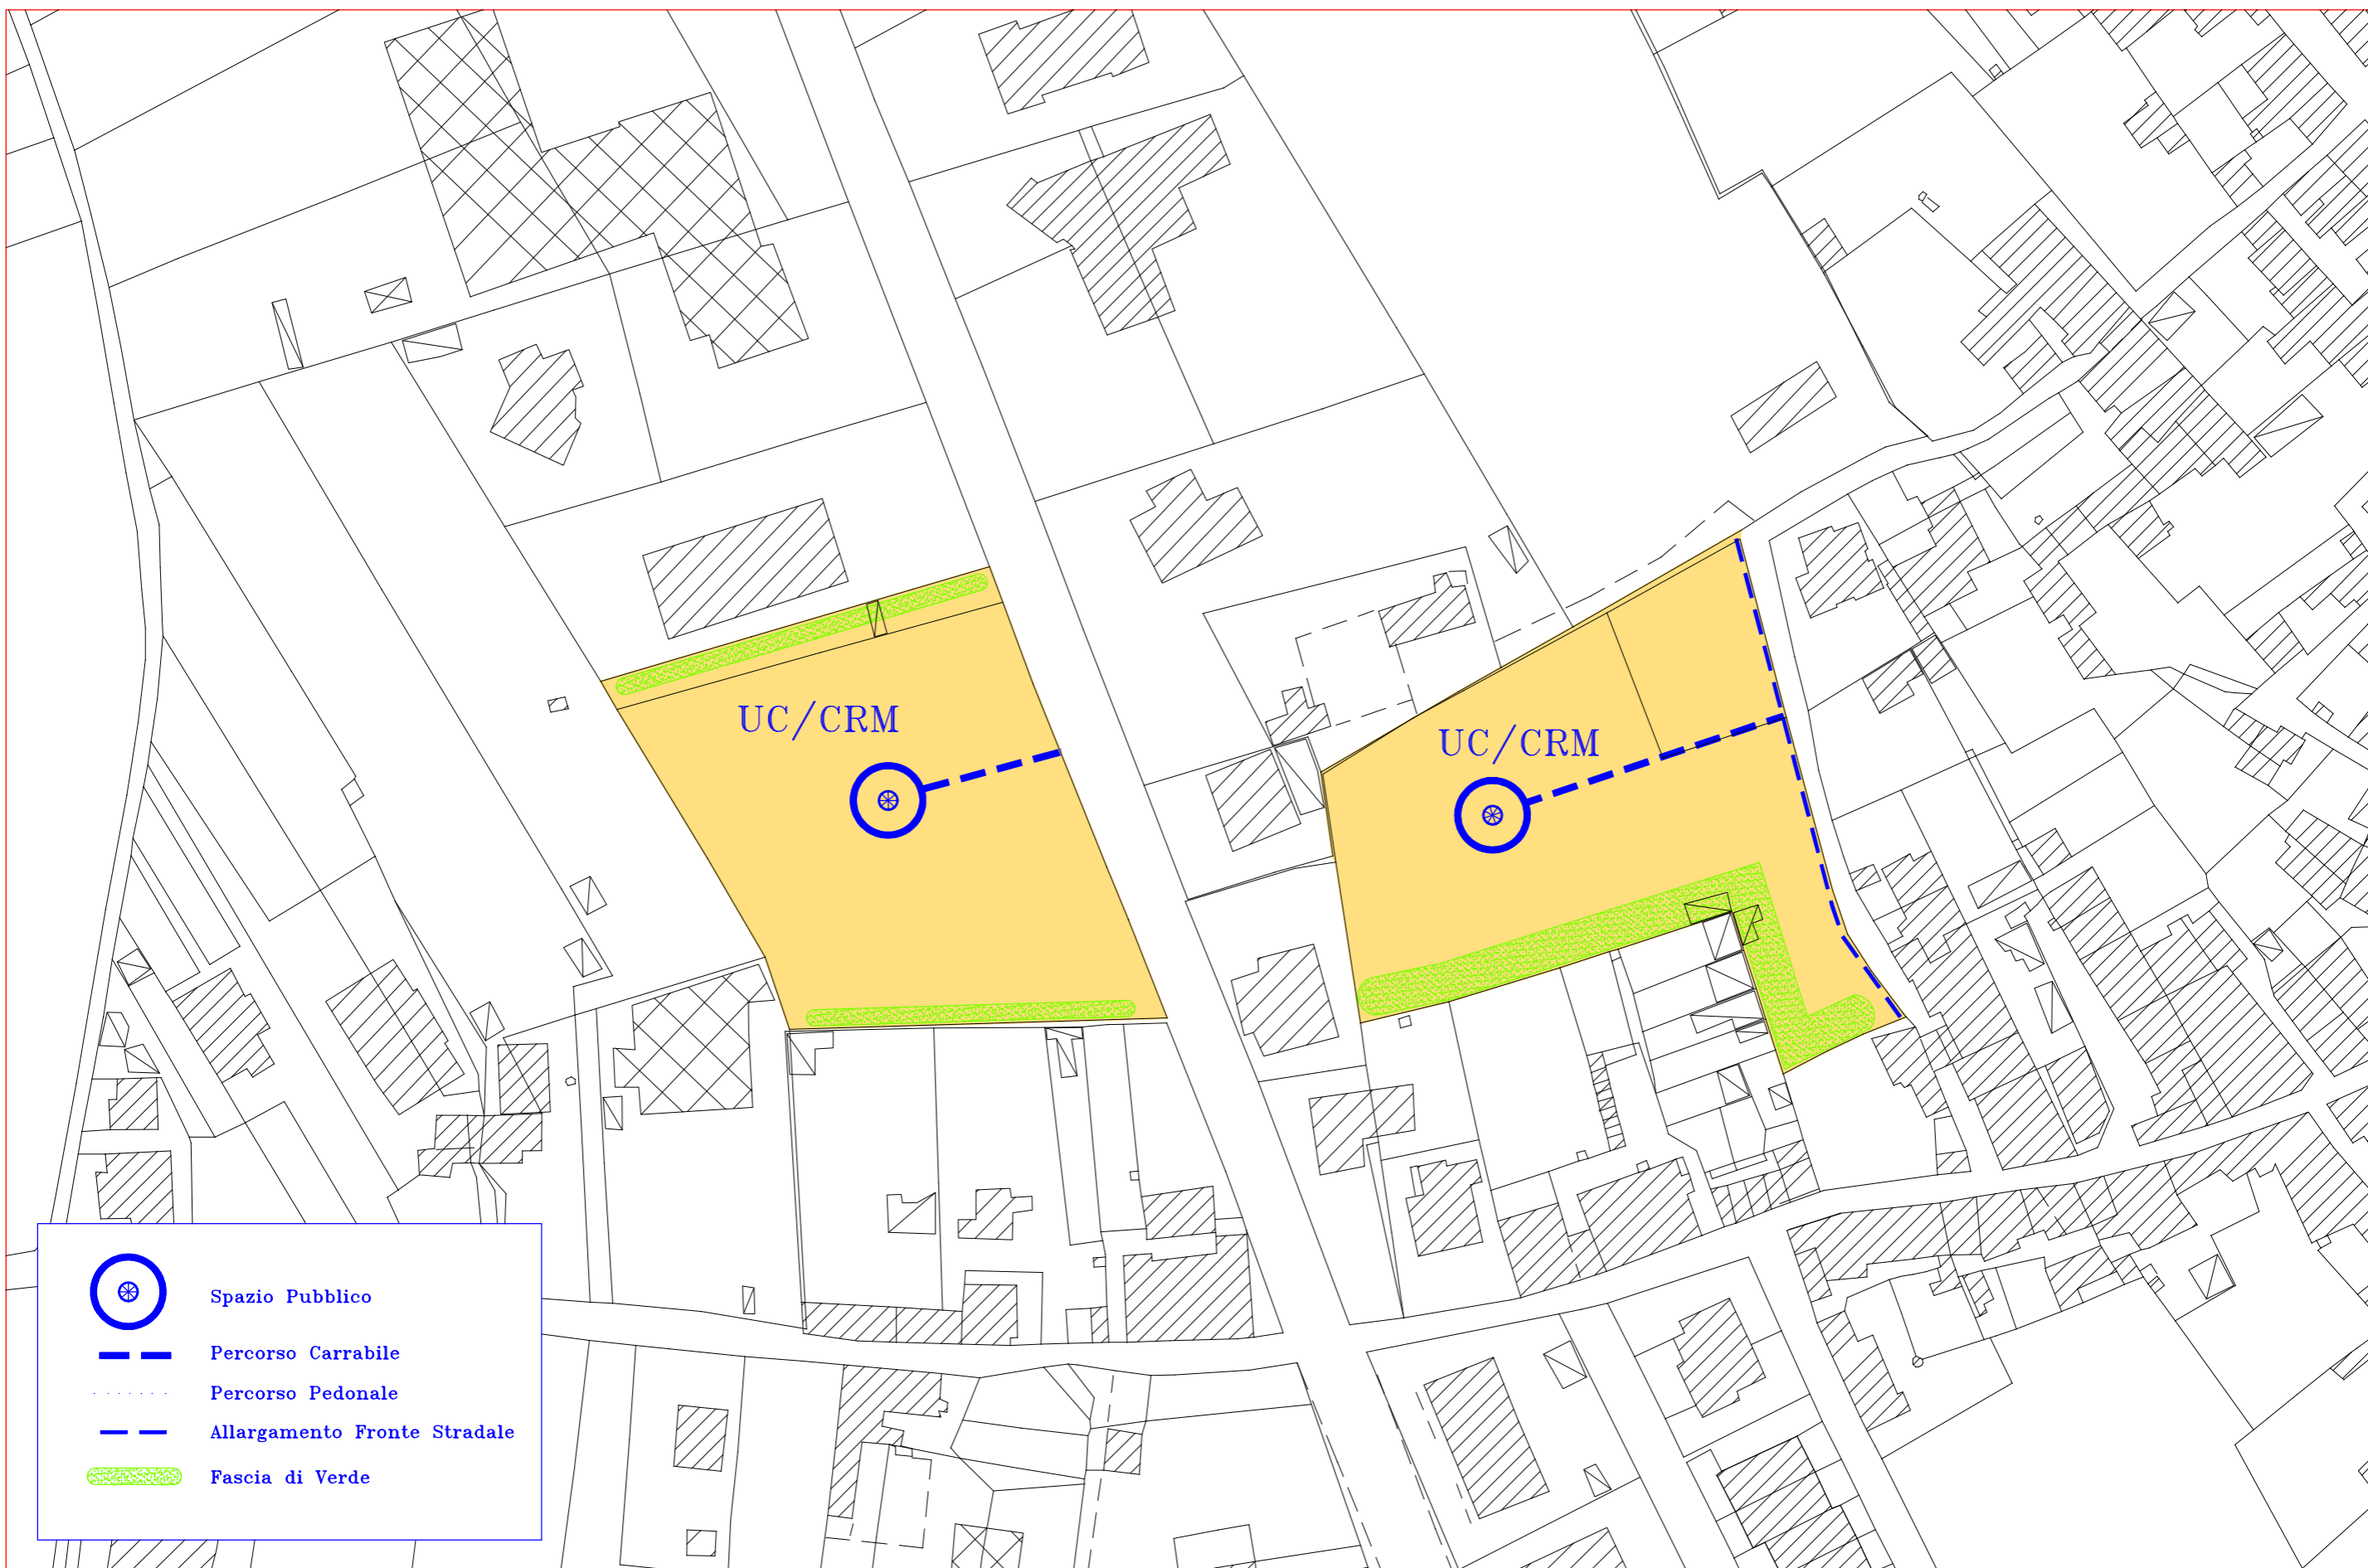 UC/CRM
UC/CRM
Spazio Pubblico
Percorso Carrabile
Percorso Pedonale
Allargamento Fronte Stradale
Fascia di Verde